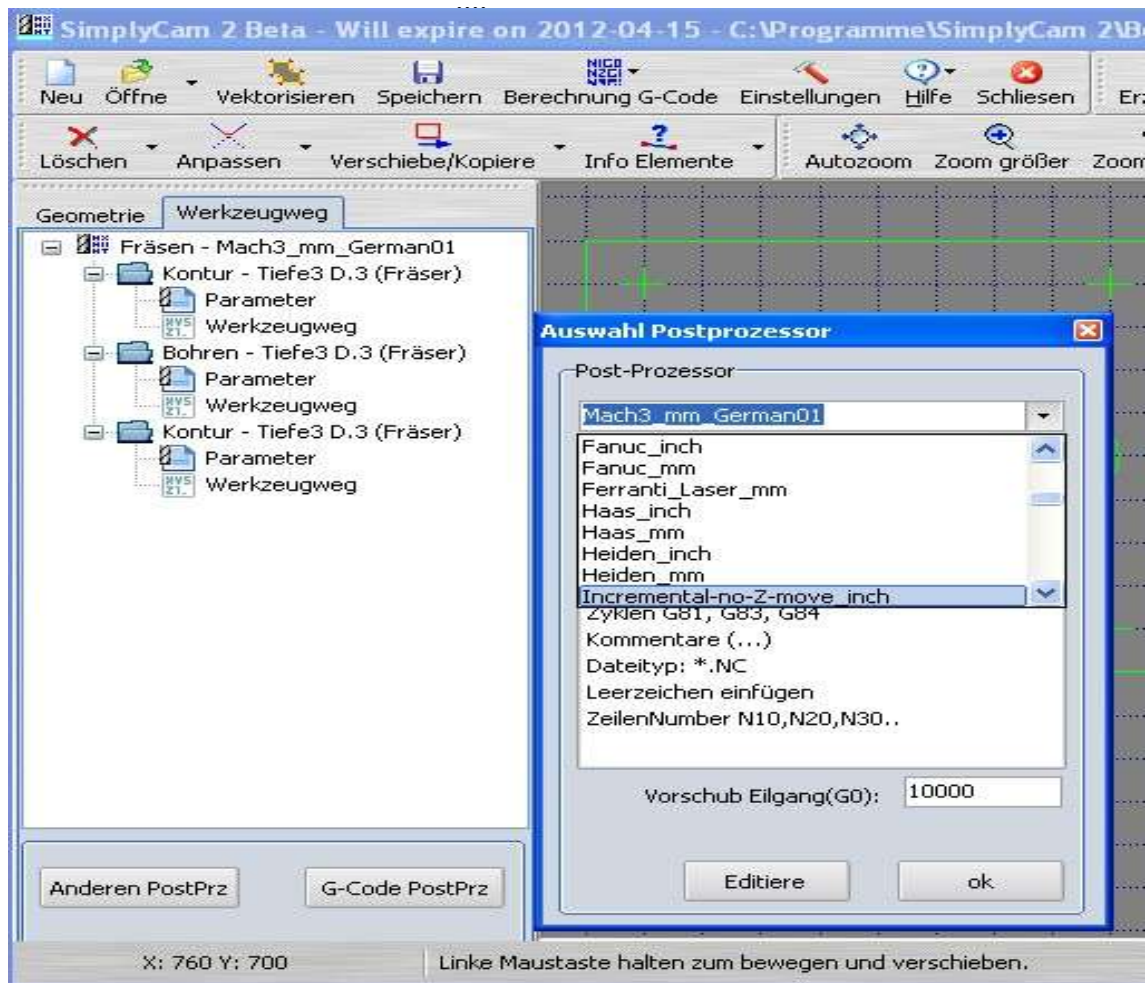 SimplyCam 2 Beta - Will expire on 2012-04-15 - C:\Programme\SimplyCam 2\B
Neu Öffne Vektorisieren Speichern Berechnung G-Code Einstellungen Hilfe Schliesen Er
Löschen Anpassen Verschiebe/Kopiere Info Elemente Autozoom Zoom größer Zoom
Geometrie Werkzeugweg
Fräsen - Mach3_mm_German01
Kontur - Tiefe3 D.3 (Fräser)
Parameter
Werkzeugweg
Bohren - Tiefe3 D.3 (Fräser)
Parameter
Werkzeugweg
Kontur - Tiefe3 D.3 (Fräser)
Parameter
Werkzeugweg
Auswahl Postprozessor
Post-Prozessor
Mach3_mm_German01
Fanuc_inch
Fanuc_mm
Ferranti_Laser_mm
Haas_inch
Haas_mm
Heiden_inch
Heiden_mm
Incremental-no-Z-move_inch
Zyklen G81, G83, G84
Kommentare (...)
Dateityp: *.NC
Leerzeichen einfügen
ZeilenNumber N10,N20,N30..
Vorschub Eilgang(G0): 10000
Editiere ok
Anderen PostPrz G-Code PostPrz
X: 760 Y: 700 Linke Maustaste halten zum bewegen und verschieben.